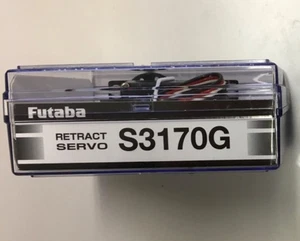 Futaba
RETRACT
SERVO S3170G